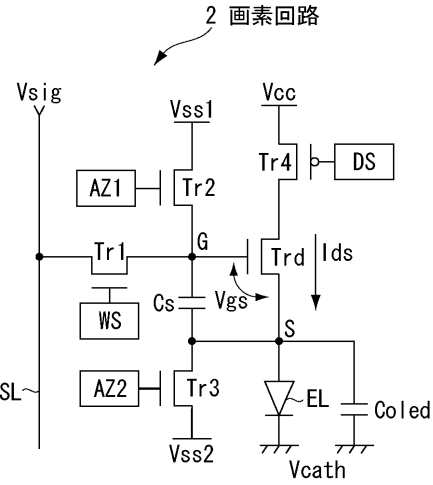 2 画素回路
Vsig
Vss1
Vcc
AZ1
Tr2
Tr4
DS
Tr1
G
Trd
Ids
WS
Cs
Vgs
S
SL
AZ2
Tr3
EL
Coled
Vss2
Vcath